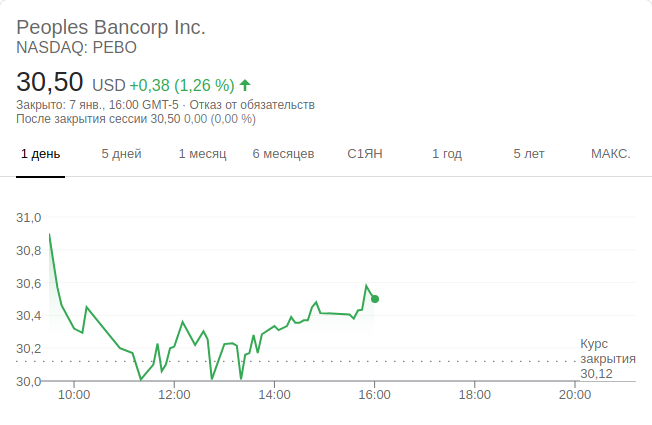 Peoples Bancorp Inc.
NASDAQ: PEBO
30,50 USD +0,38 (1,26 %)
Закрыто: 7 янв., 16:00 GMT-5 · Отказ от обязательств
После закрытия сессии 30,50 0,00 (0,00 %)
1 день 5 дней 1 месяц 6 месяцев С1ЯН 1 год 5 лет МАКС.
31,0
30,8
30,6
30,4
30,2
30,0
Курс
закрытия
30,12
10:00 12:00 14:00 16:00 18:00 20:00